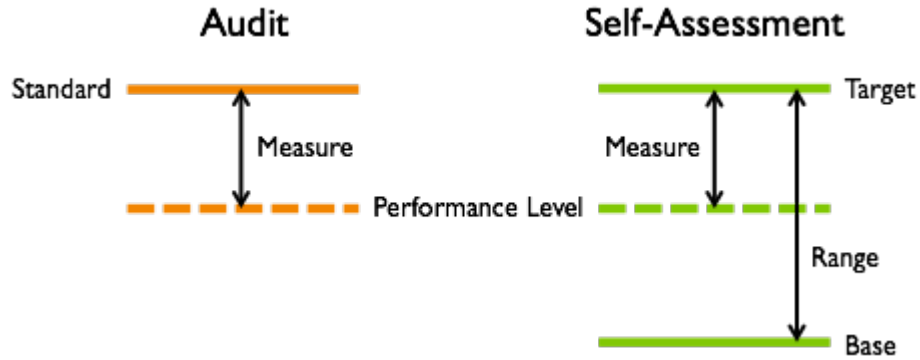 Audit
Self-Assessment
Standard
Target
Measure
Measure
Performance Level
Range
Base